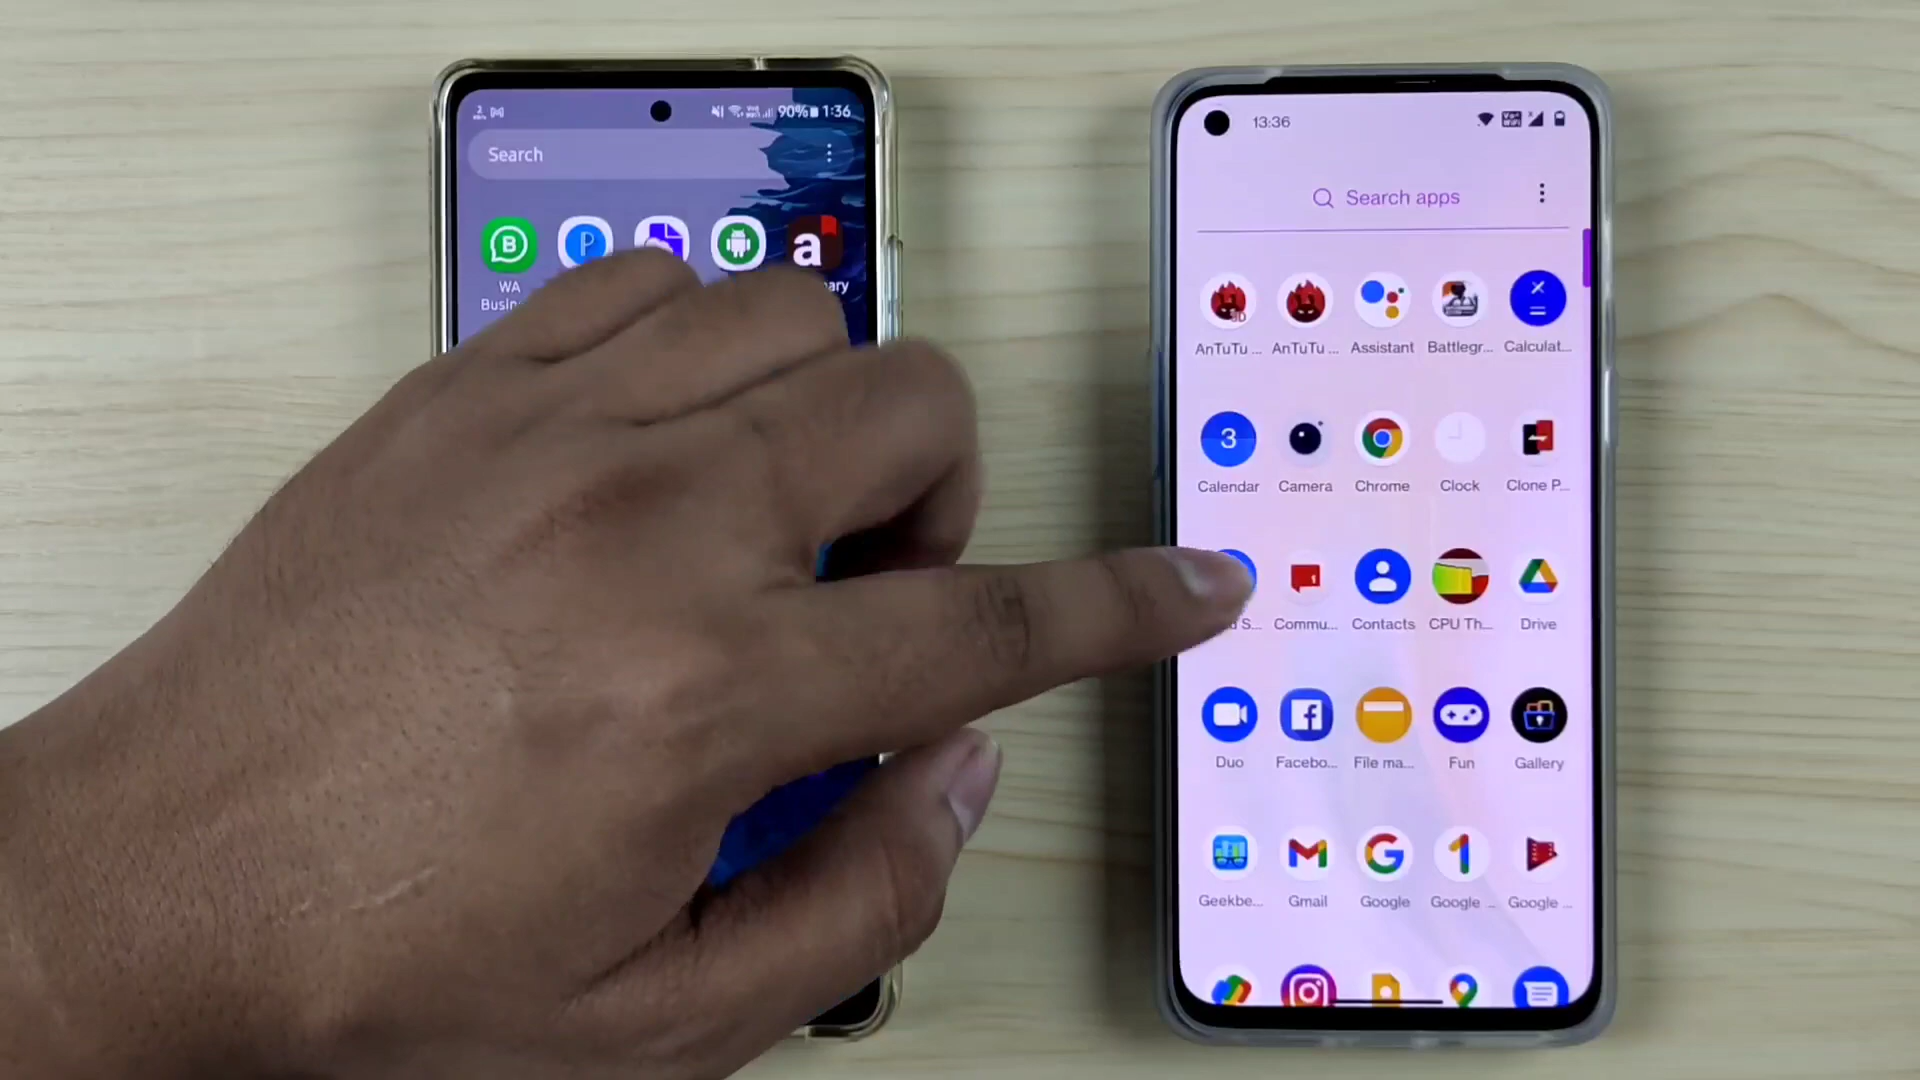 90% 1:36
Search
B
P
a
WA
Busin
ary
13:36
Search apps
AnTuTu ... AnTuTu ... Assistant Battlegr... Calculat...
3
Calendar Camera Chrome Clock Clone P...
1
d S... Commu... Contacts CPU Th... Drive
Duo Facebo... File ma... Fun Gallery
Geekbe... Gmail Google Google ... Google ...